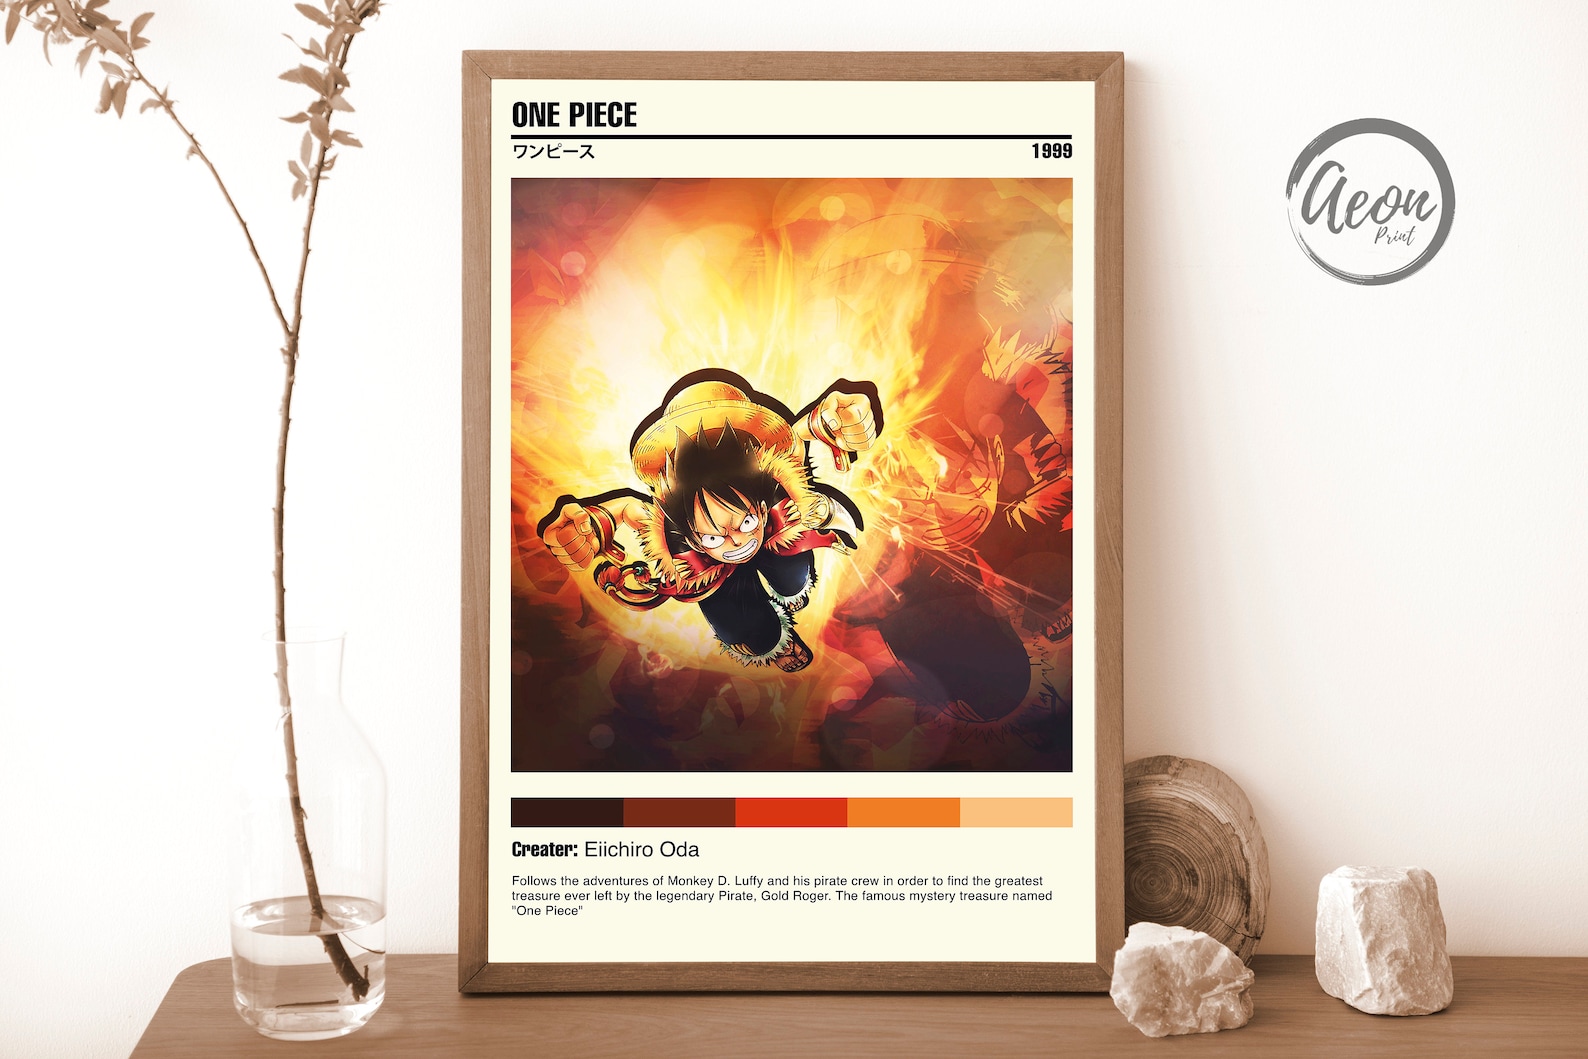 ONE PIECE
ワンピース 1999
Creater: Eiichiro Oda
Follows the adventures of Monkey D. Luffy and his pirate crew in order to find the greatest
treasure ever left by the legendary Pirate, Gold Roger. The famous mystery treasure named
"One Piece"
Aeon
Print